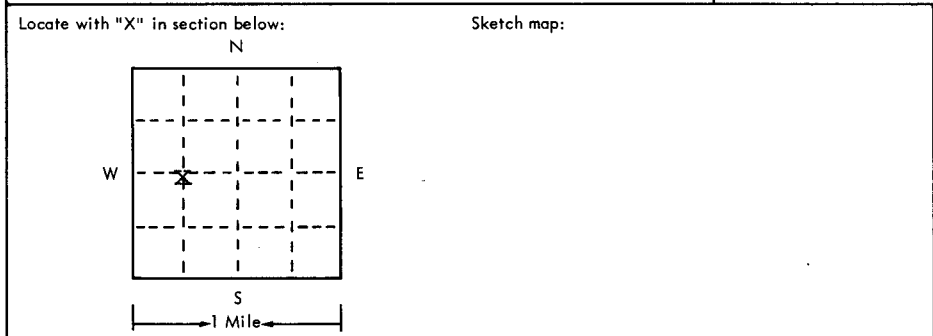 Locate with "X" in section below: Sketch map:
N
W X E
S
1 Mile